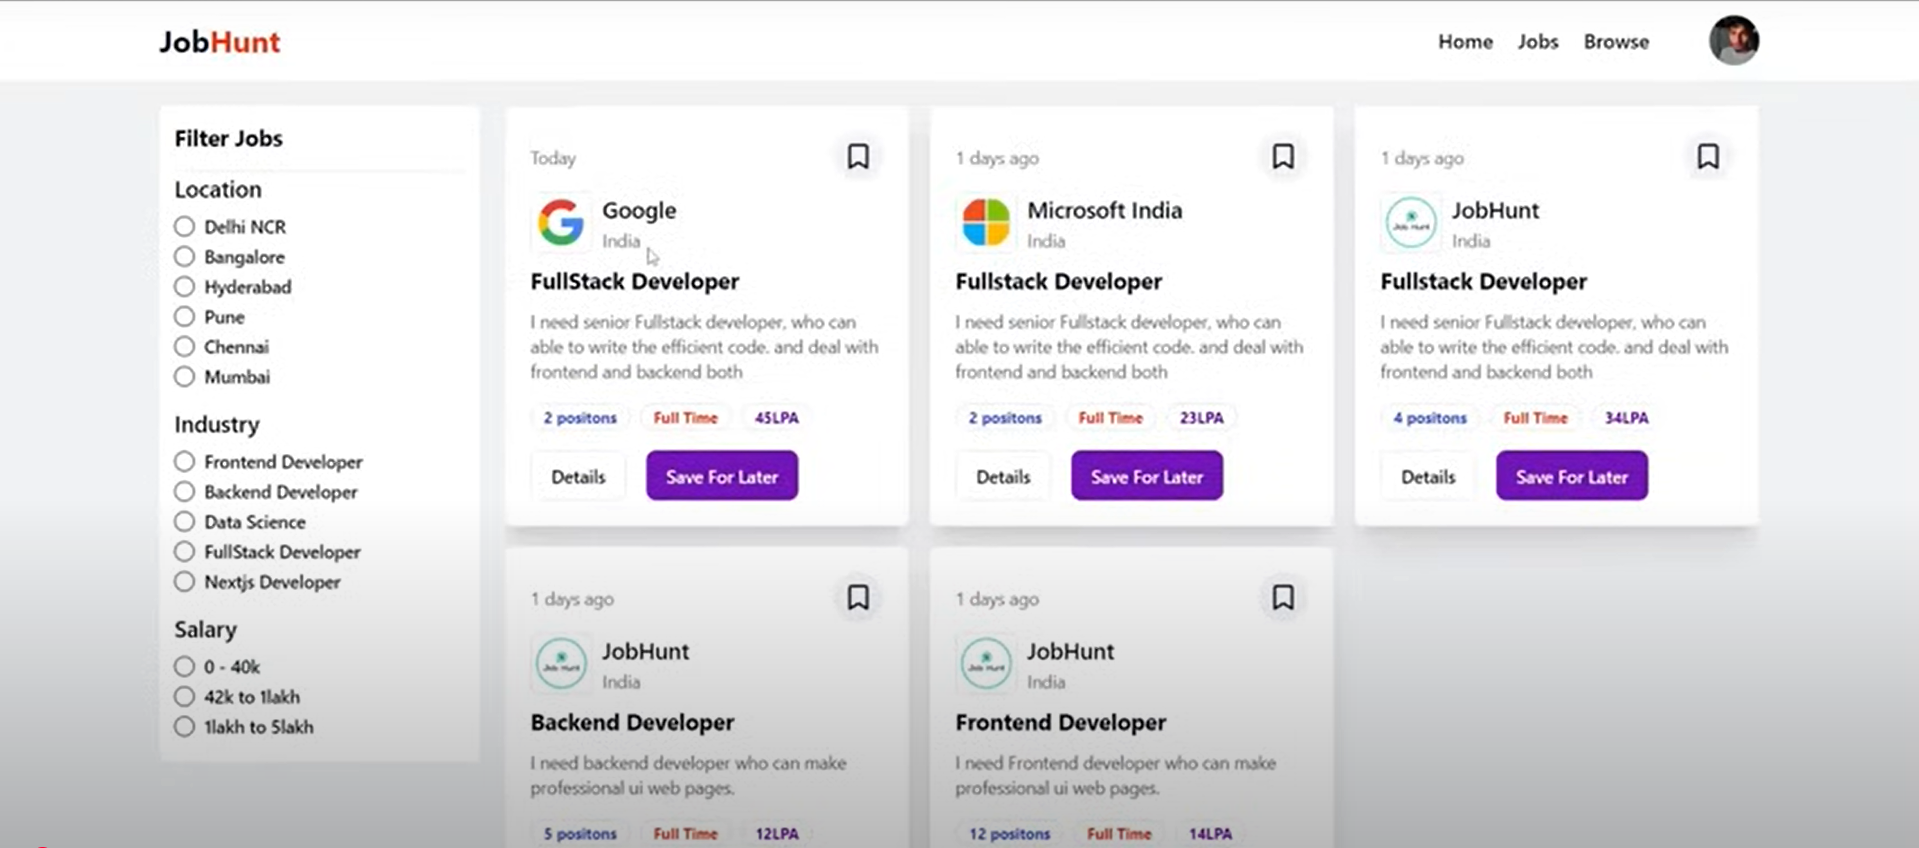 JobHunt
Home Jobs Browse
Filter Jobs
Location
Delhi NCR
Bangalore
Hyderabad
Pune
Chennai
Mumbai
Industry
Frontend Developer
Backend Developer
Data Science
FullStack Developer
Nextjs Developer
Salary
0 - 40k
42k to 1lakh
1lakh to 5lakh
Today
Google
India
FullStack Developer
I need senior Fullstack developer, who can
able to write the efficient code. and deal with
frontend and backend both
2 positons Full Time 45LPA
Details Save For Later
1 days ago
Microsoft India
India
Fullstack Developer
I need senior Fullstack developer, who can
able to write the efficient code. and deal with
frontend and backend both
2 positons Full Time 23LPA
Details Save For Later
1 days ago
Job Hunt
JobHunt
India
Fullstack Developer
I need senior Fullstack developer, who can
able to write the efficient code. and deal with
frontend and backend both
4 positons Full Time 34LPA
Details Save For Later
1 days ago
Job Hunt
JobHunt
India
Backend Developer
I need backend developer who can make
professional ui web pages.
5 positons Full Time 12LPA
1 days ago
Job Hunt
JobHunt
India
Frontend Developer
I need Frontend developer who can make
professional ui web pages.
12 positons Full Time 14LPA